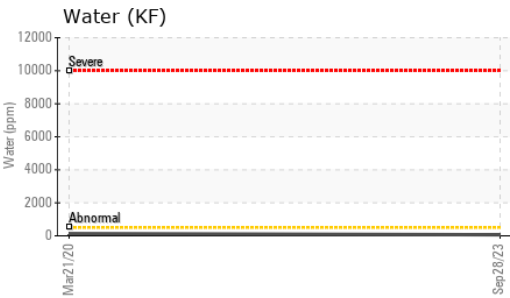 Water (KF)
12000
Severe
10000
8000
Water (ppm)
6000
4000
2000
Abnormal
0
Mar21/20
Sep28/23